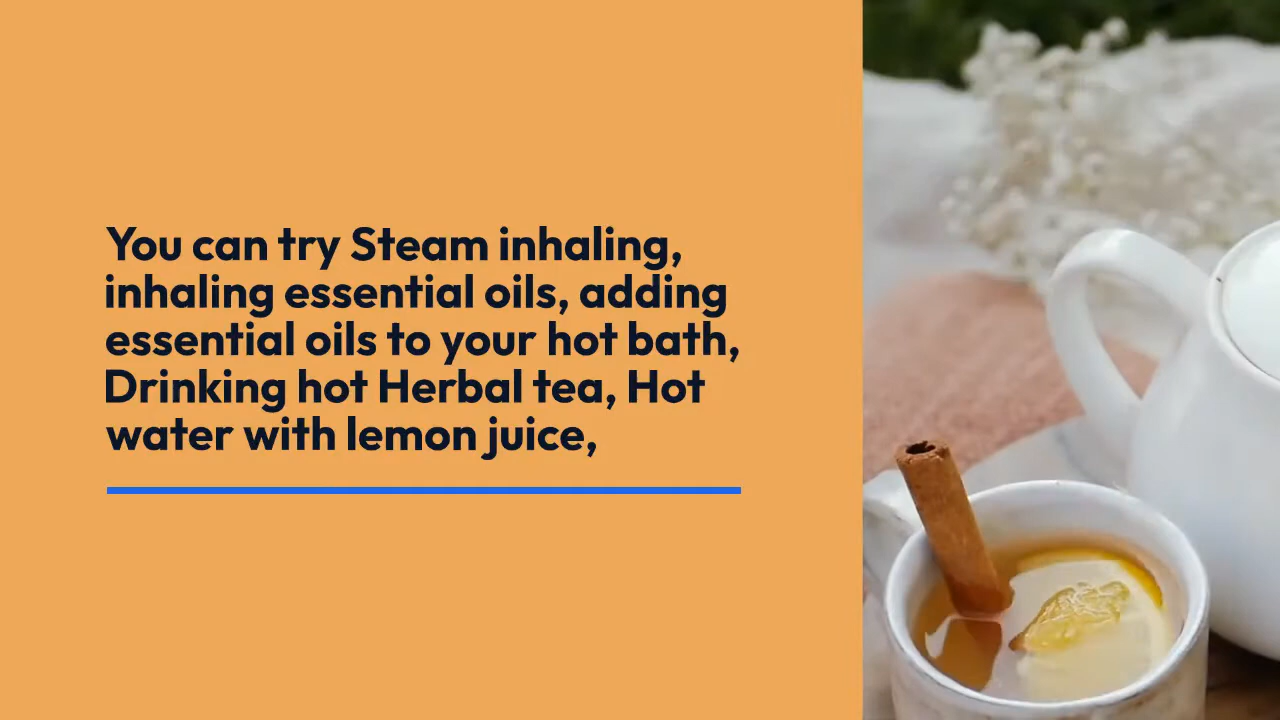 You can try Steam inhaling,
inhaling essential oils, adding
essential oils to your hot bath,
Drinking hot Herbal tea, Hot
water with lemon juice,